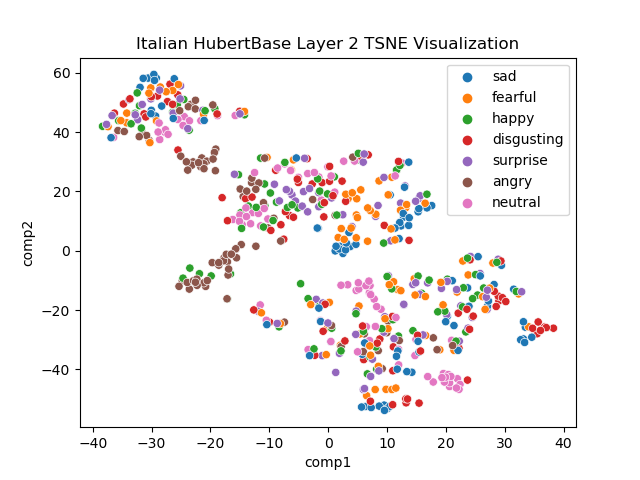 Italian HubertBase Layer 2 TSNE Visualization
sad
fearful
happy
disgusting
surprise
angry
neutral
60
40
20
0
−20
−40
comp2
−40
−30
−20
−10
0
10
20
30
40
comp1